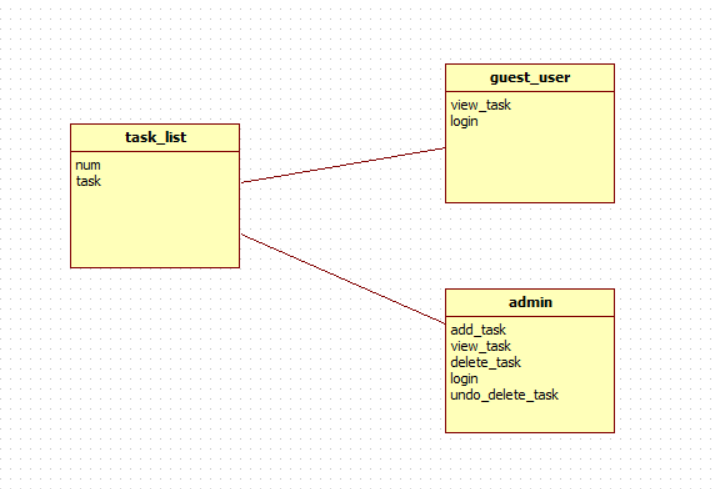 task_list
num
task
guest_user
view_task
login
admin
add_task
view_task
delete_task
login
undo_delete_task